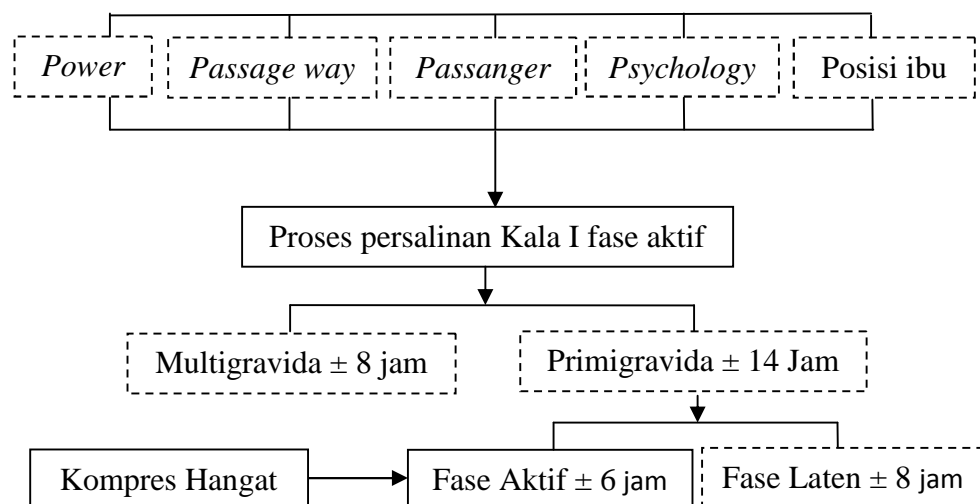 Power
Passage way
Passanger
Psychology
Posisi ibu
Proses persalinan Kala I fase aktif
Multigravida ± 8 jam
Primigravida ± 14 Jam
Kompres Hangat
Fase Aktif ± 6 jam
Fase Laten ± 8 jam